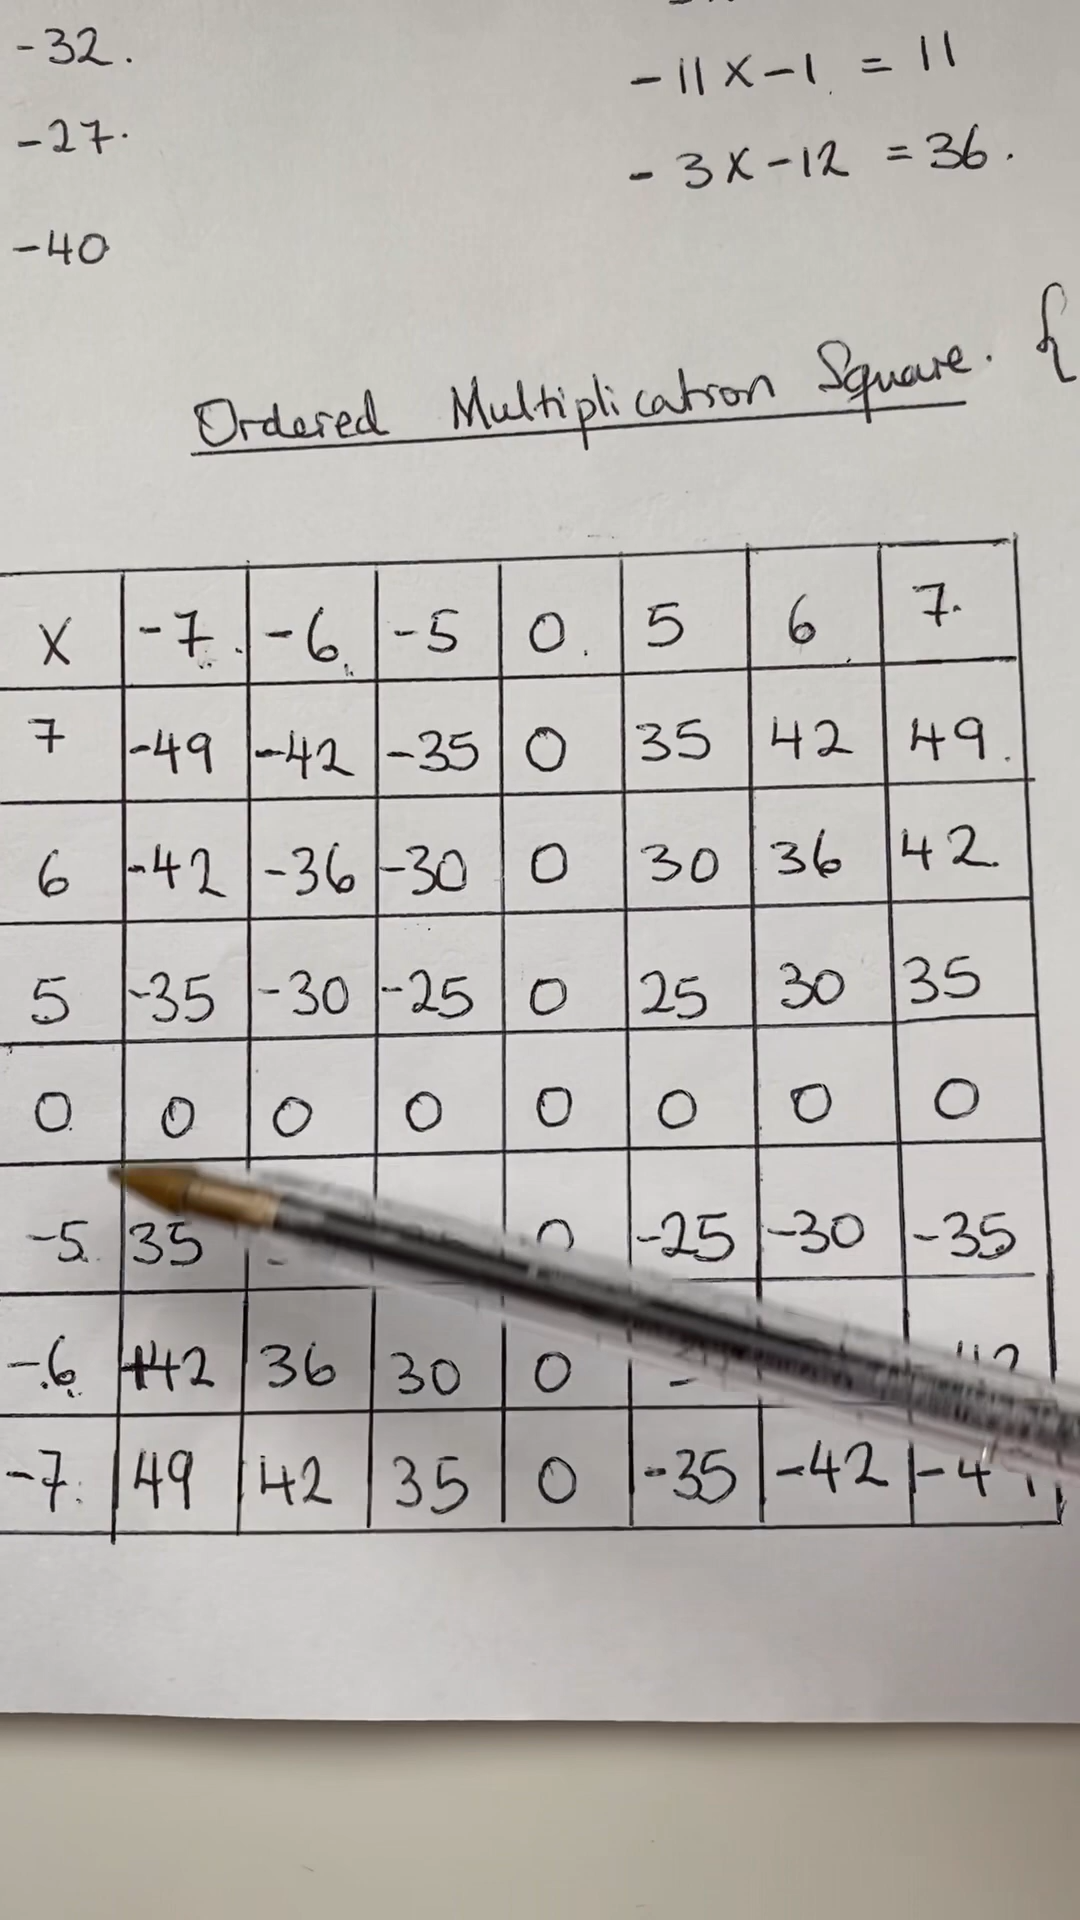 -32.
-11 x -1 = 11
-27.
-3 x -12 = 36.
-40
Ordered Multiplication Square. {
X -7 -6 -5 0 5 6 7
7 -49 -42 -35 0 35 42 49
6 -42 -36 -30 0 30 36 42
5 -35 -30 -25 0 25 30 35
0 0 0 0 0 0 0 0
-5 35 0 -25 -30 -35
-6 +42 36 30 0
-7 49 42 35 0 -35 -42